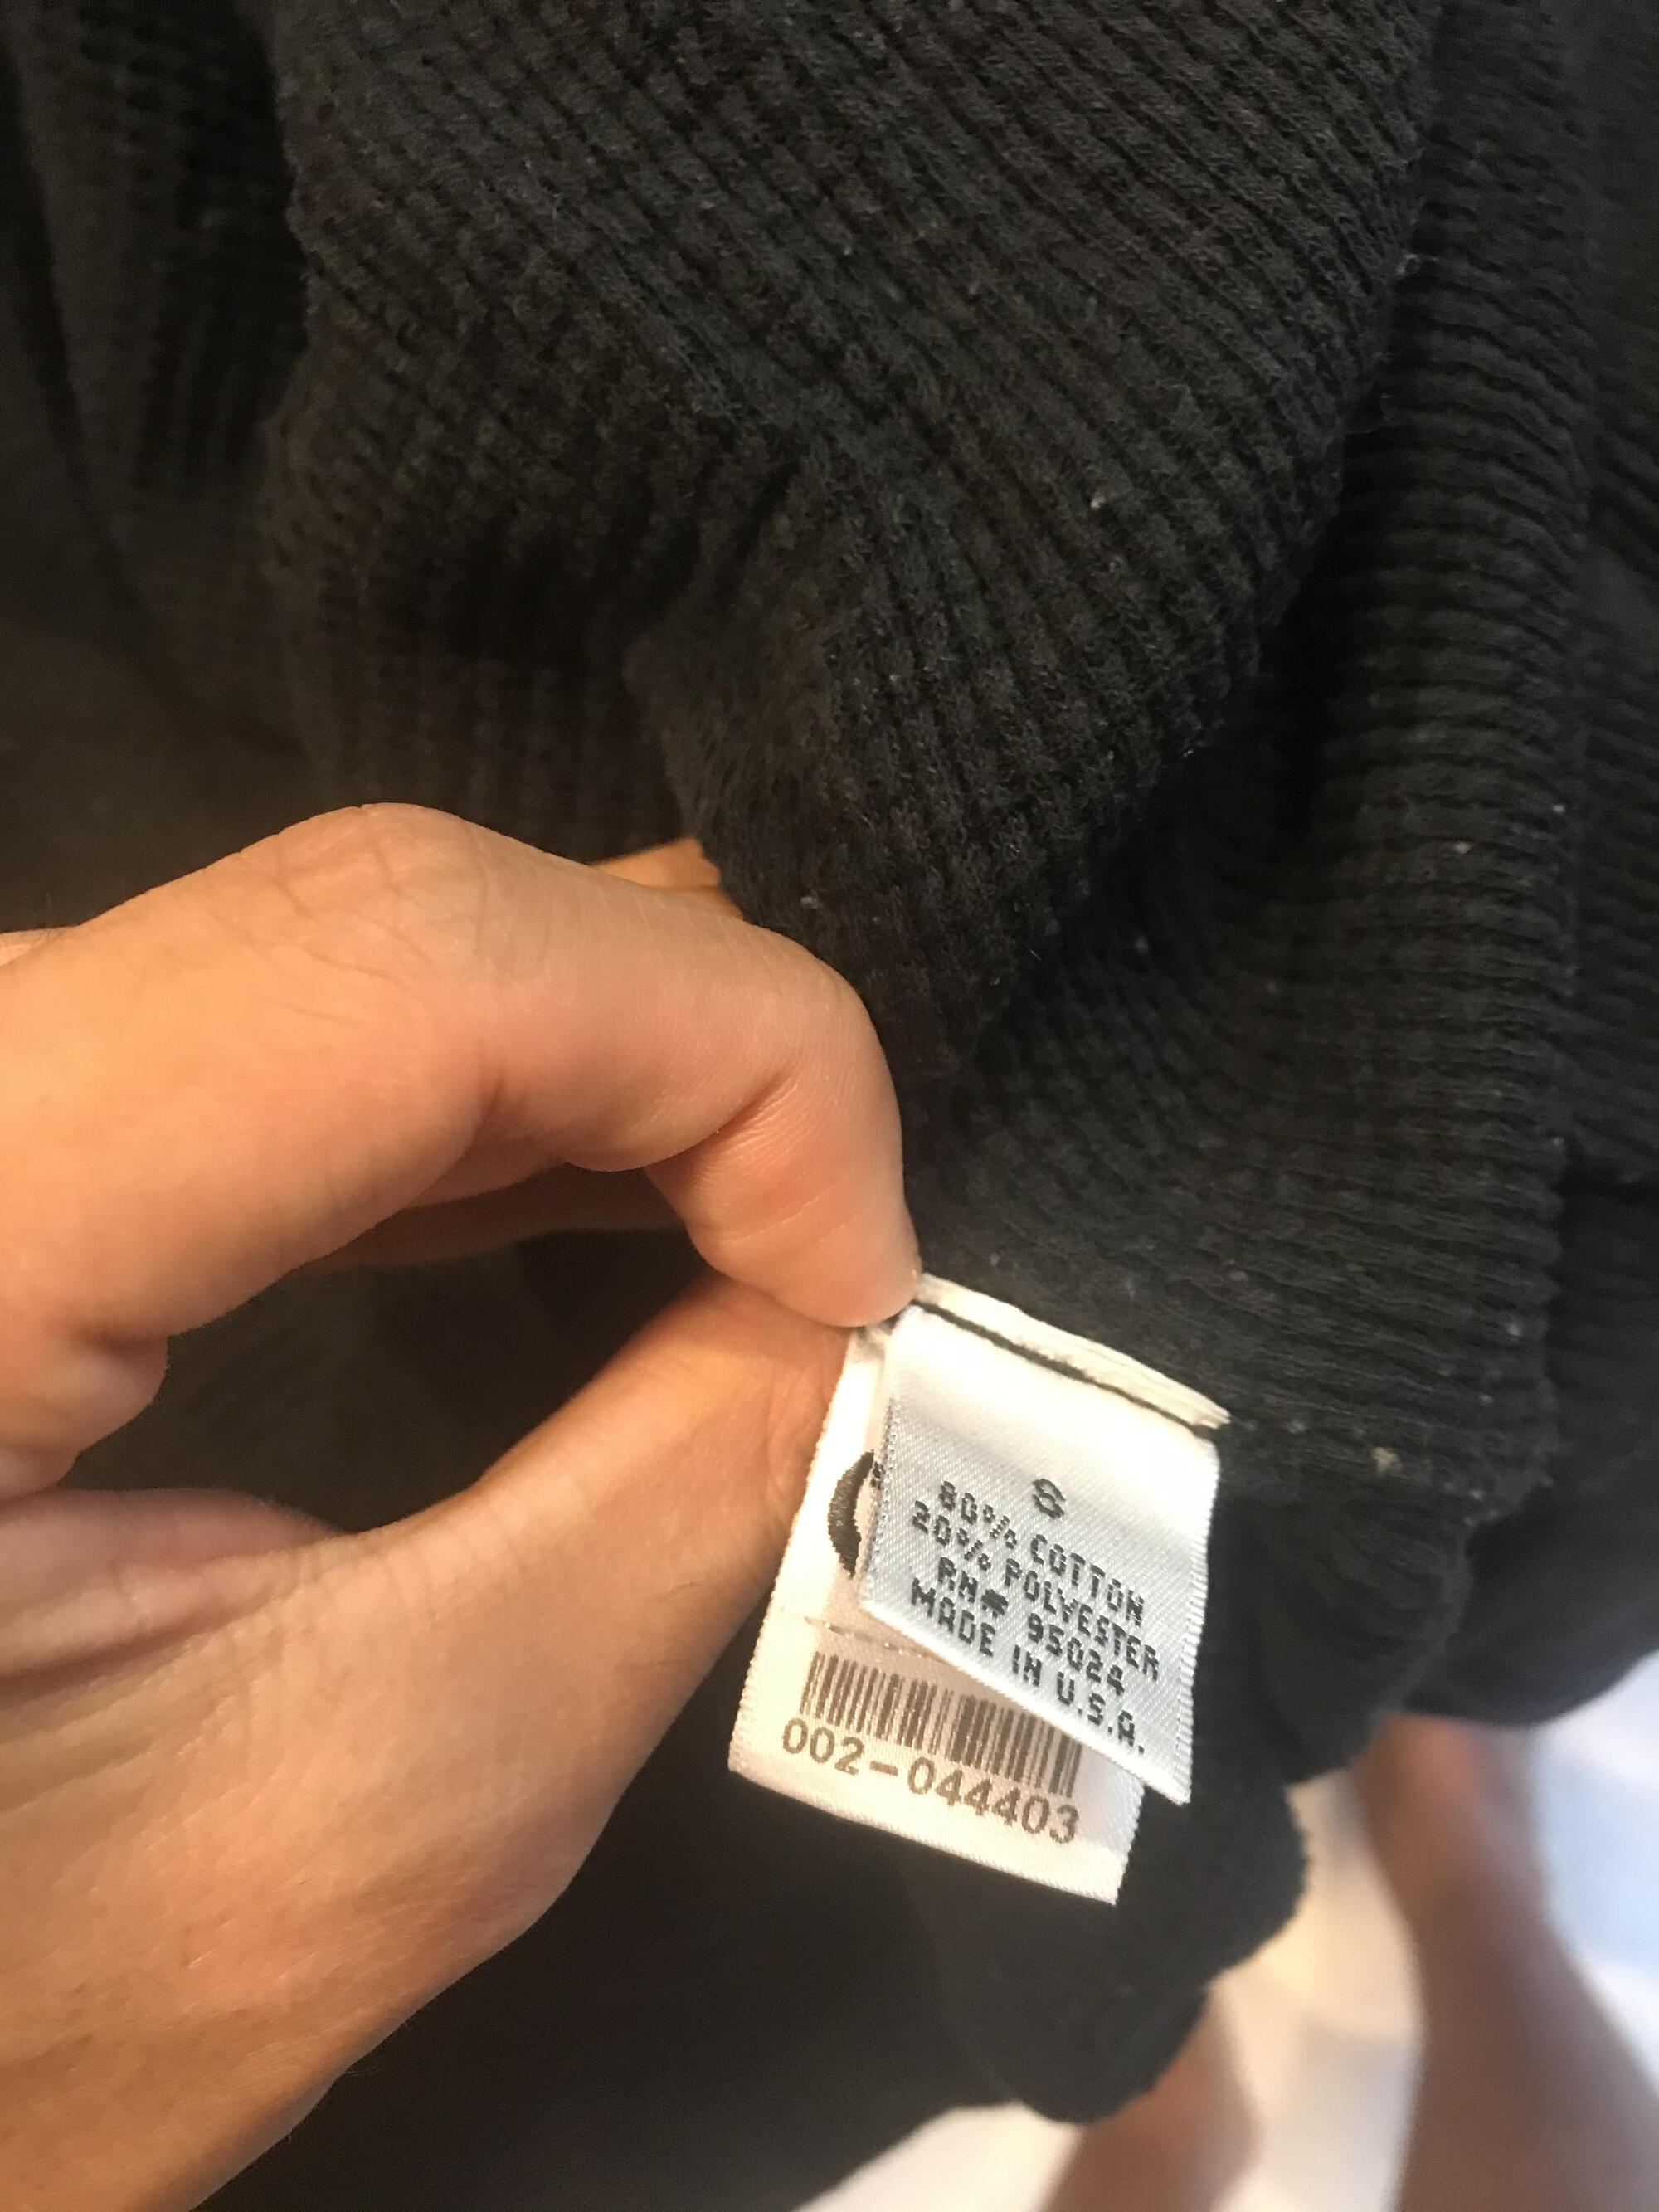 S
80% COTTON
20% POLYESTER
RN# 95024
MADE IN U.S.A.
002-044403